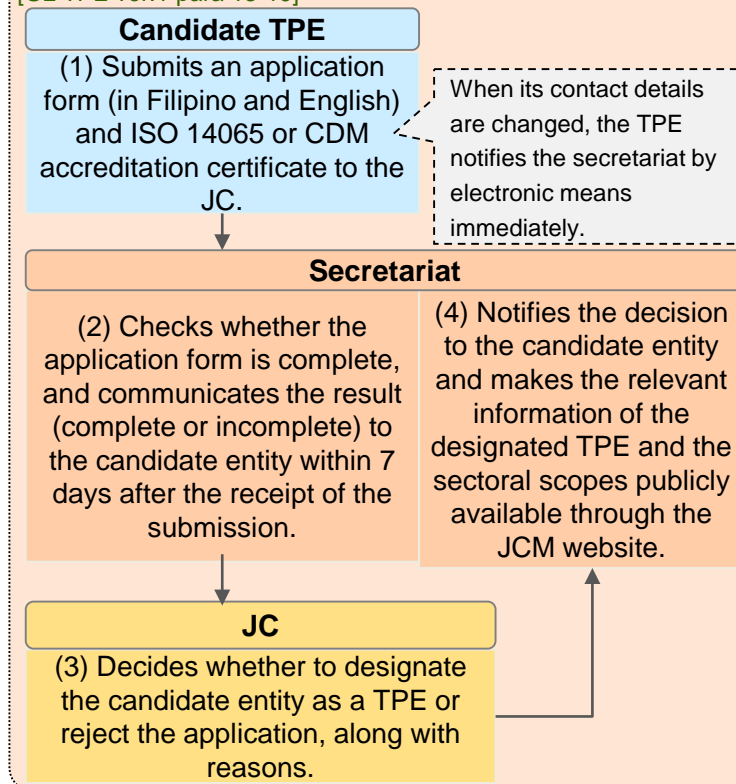 Candidate TPE
(1) Submits an application
form (in Filipino and English)
and ISO 14065 or CDM
accreditation certificate to the
JC.
When its contact details
are changed, the TPE
notifies the secretariat by
electronic means
immediately.
Secretariat
(2) Checks whether the
application form is complete,
and communicates the result
(complete or incomplete) to
the candidate entity within 7
days after the receipt of the
submission.
(4) Notifies the decision
to the candidate entity
and makes the relevant
information of the
designated TPE and the
sectoral scopes publicly
available through the
JCM website.
JC
(3) Decides whether to designate
the candidate entity as a TPE or
reject the application, along with
reasons.